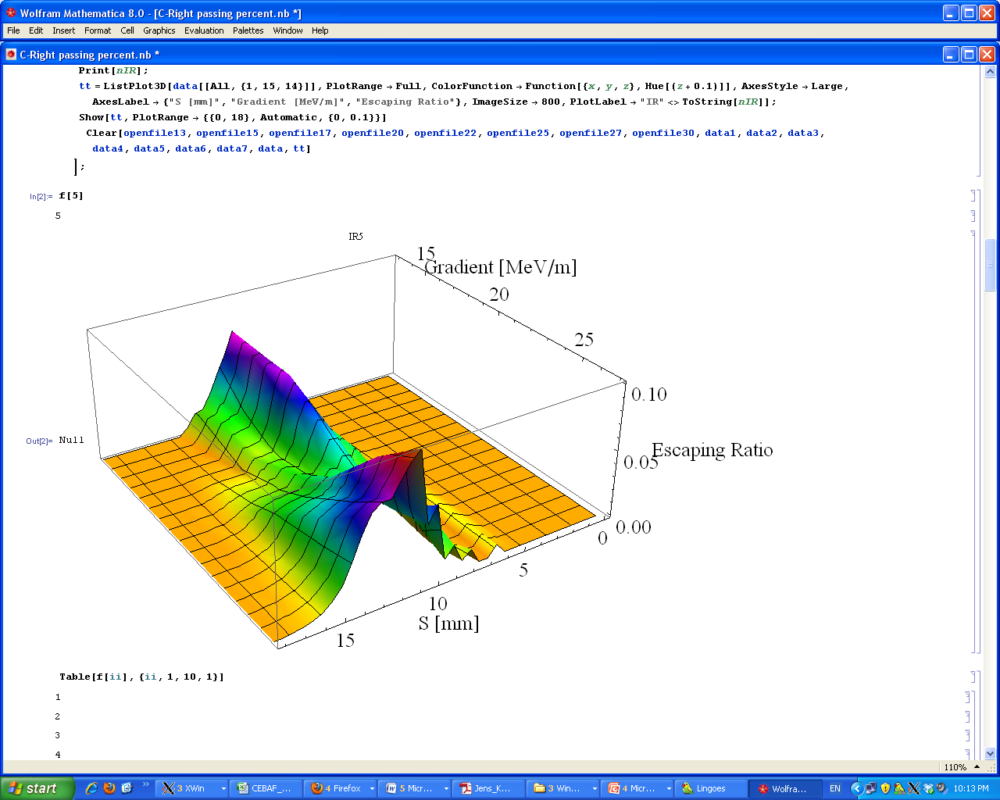 Wolfram Mathematica 8.0 - [C-Right passing percent.nb *]
File Edit Insert Format Cell Graphics Evaluation Palettes Window Help
C-Right passing percent.nb *
Print[nIR];
tt = ListPlot3D[data[[All, {1, 15, 14}]], PlotRange → Full, ColorFunction → Function[{x, y, z}, Hue[(z + 0.1)]], AxesStyle → Large,
AxesLabel → {"S [mm]", "Gradient [MeV/m]", "Escaping Ratio"}, ImageSize → 800, PlotLabel → "IR" <> ToString[nIR]];
Show[tt, PlotRange → {{0, 18}, Automatic, {0, 0.1}}]
Clear[openfile13, openfile15, openfile17, openfile20, openfile22, openfile25, openfile27, openfile30, data1, data2, data3,
data4, data5, data6, data7, data, tt]
];
In[2]:= f[5]
5
IR5
15
Gradient [MeV/m]
20
25
0.10
Out[2]= Null
Escaping Ratio
0.05
0.00
0
5
10
S [mm]
15
Table[f[ii], {ii, 1, 10, 1}]
1
2
3
4
110%
start » 3 XWin CEBAF_... 4 Firefox 5 Micr... Jens_K... 3 Win... 4 Micr... Lingoes Wolfra... EN 10:13 PM